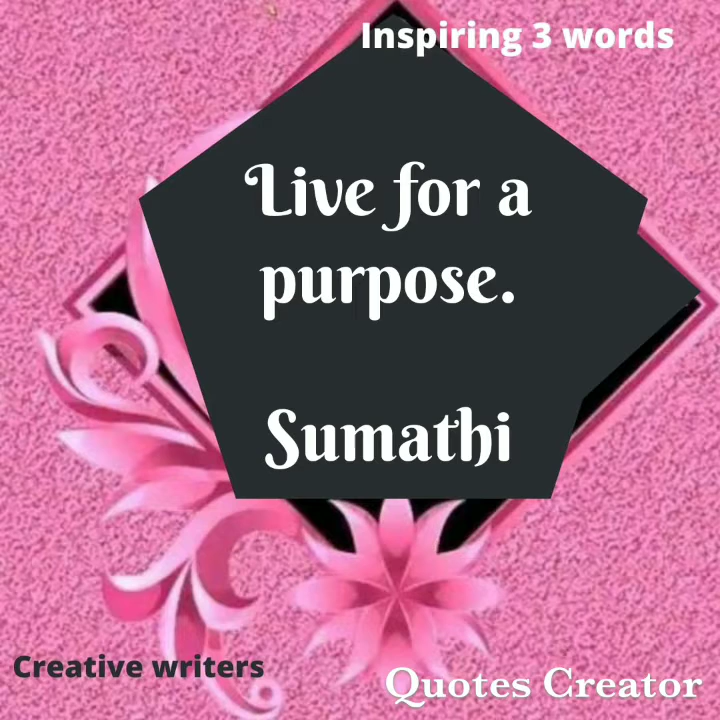 Inspiring 3 words
Live for a
purpose.
Sumathi
Creative writers
Quotes Creator